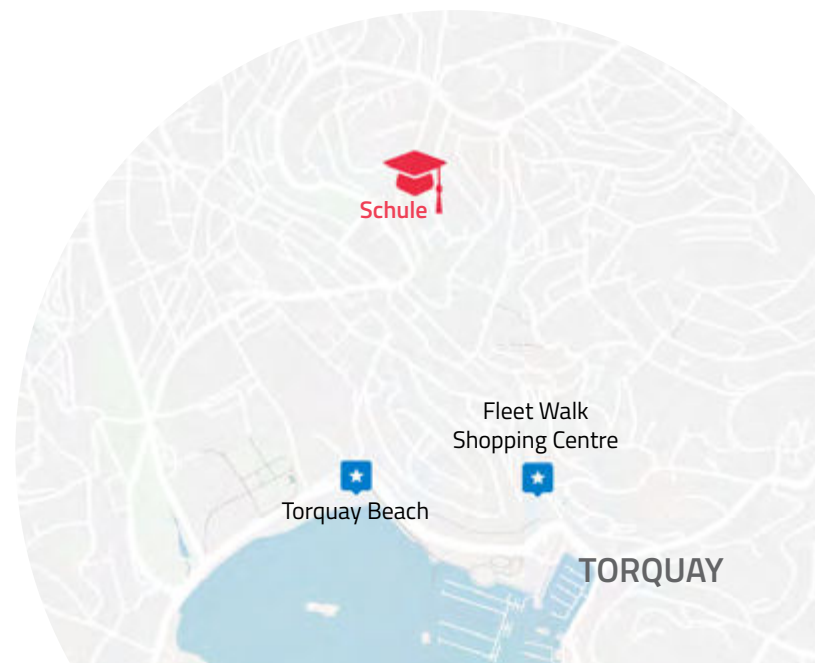 Schule
Fleet Walk
Shopping Centre
Torquay Beach
TORQUAY